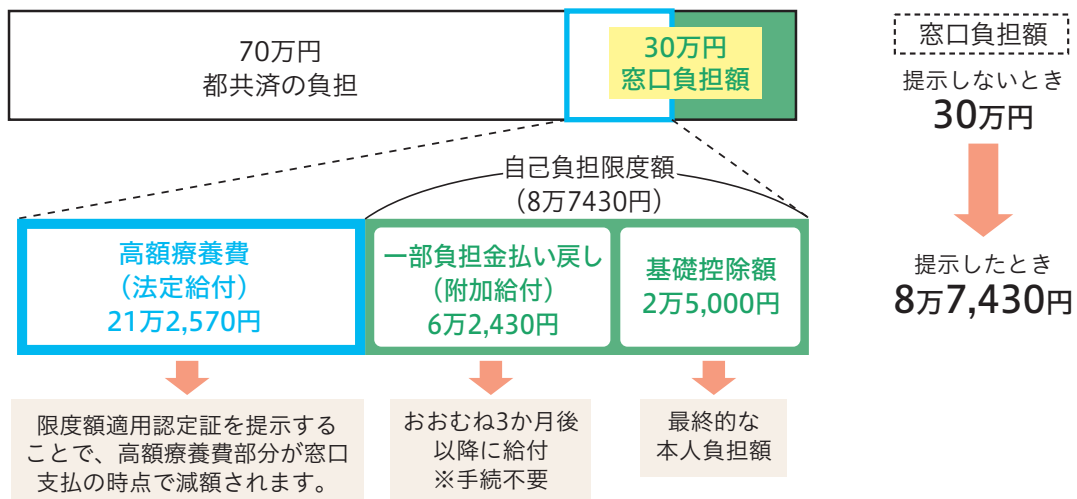 70万円
都共済の負担
30万円
窓口負担額
窓口負担額
提示しないとき
30万円
提示したとき
8万7,430円
自己負担限度額
（8万7430円）
高額療養費
（法定給付）
21万2,570円
一部負担金払い戻し
（附加給付）
6万2,430円
基礎控除額
2万5,000円
限度額適用認定証を提示する
ことで、高額療養費部分が窓口
支払の時点で減額されます。
おおむね3か月後
以降に給付
※手続不要
最終的な
本人負担額